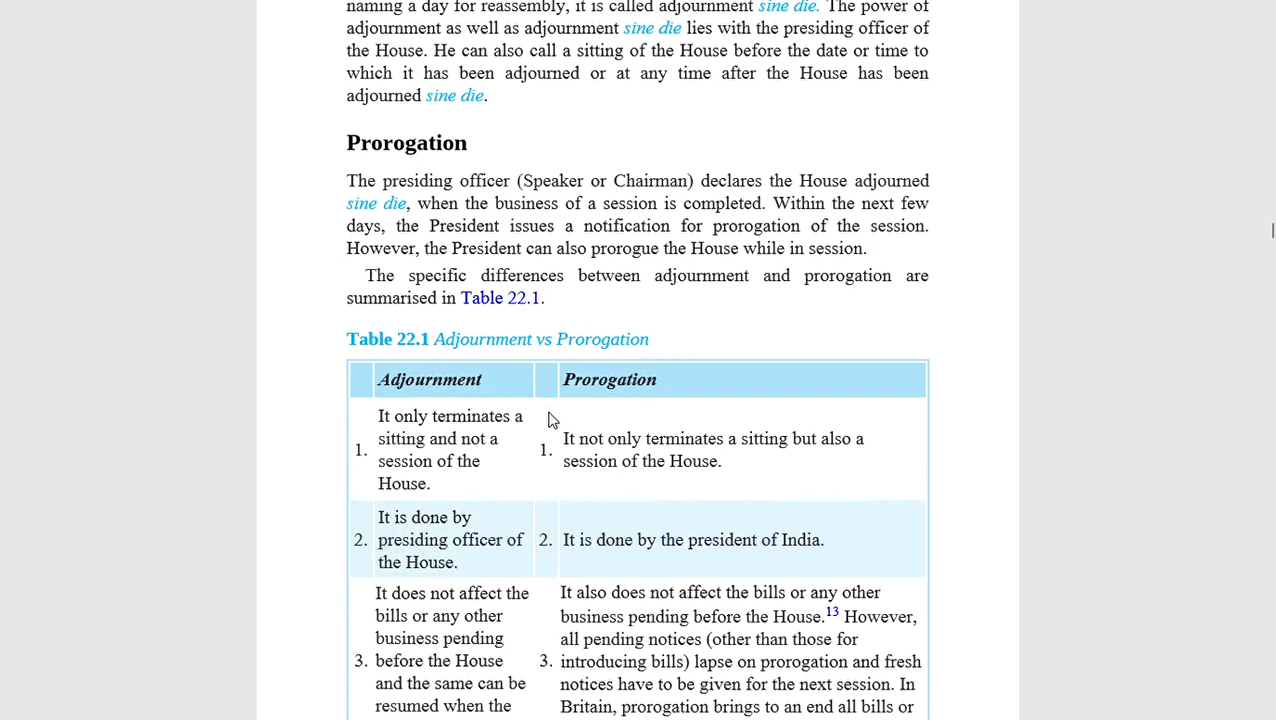 naming a day for reassembly, it is called adjournment sine die. The power of
adjournment as well as adjournment sine die lies with the presiding officer of
the House. He can also call a sitting of the House before the date or time to
which it has been adjourned or at any time after the House has been
adjourned sine die.
Prorogation
The presiding officer (Speaker or Chairman) declares the House adjourned
sine die, when the business of a session is completed. Within the next few
days, the President issues a notification for prorogation of the session.
However, the President can also prorogue the House while in session.
The specific differences between adjournment and prorogation are
summarised in Table 22.1.
Table 22.1 Adjournment vs Prorogation
Adjournment
Prorogation
1.
It only terminates a
sitting and not a
session of the
House.
1.
It not only terminates a sitting but also a
session of the House.
2.
It is done by
presiding officer of
the House.
2.
It is done by the president of India.
3.
It does not affect the
bills or any other
business pending
before the House
and the same can be
resumed when the
3.
It also does not affect the bills or any other
business pending before the House.13 However,
all pending notices (other than those for
introducing bills) lapse on prorogation and fresh
notices have to be given for the next session. In
Britain, prorogation brings to an end all bills or